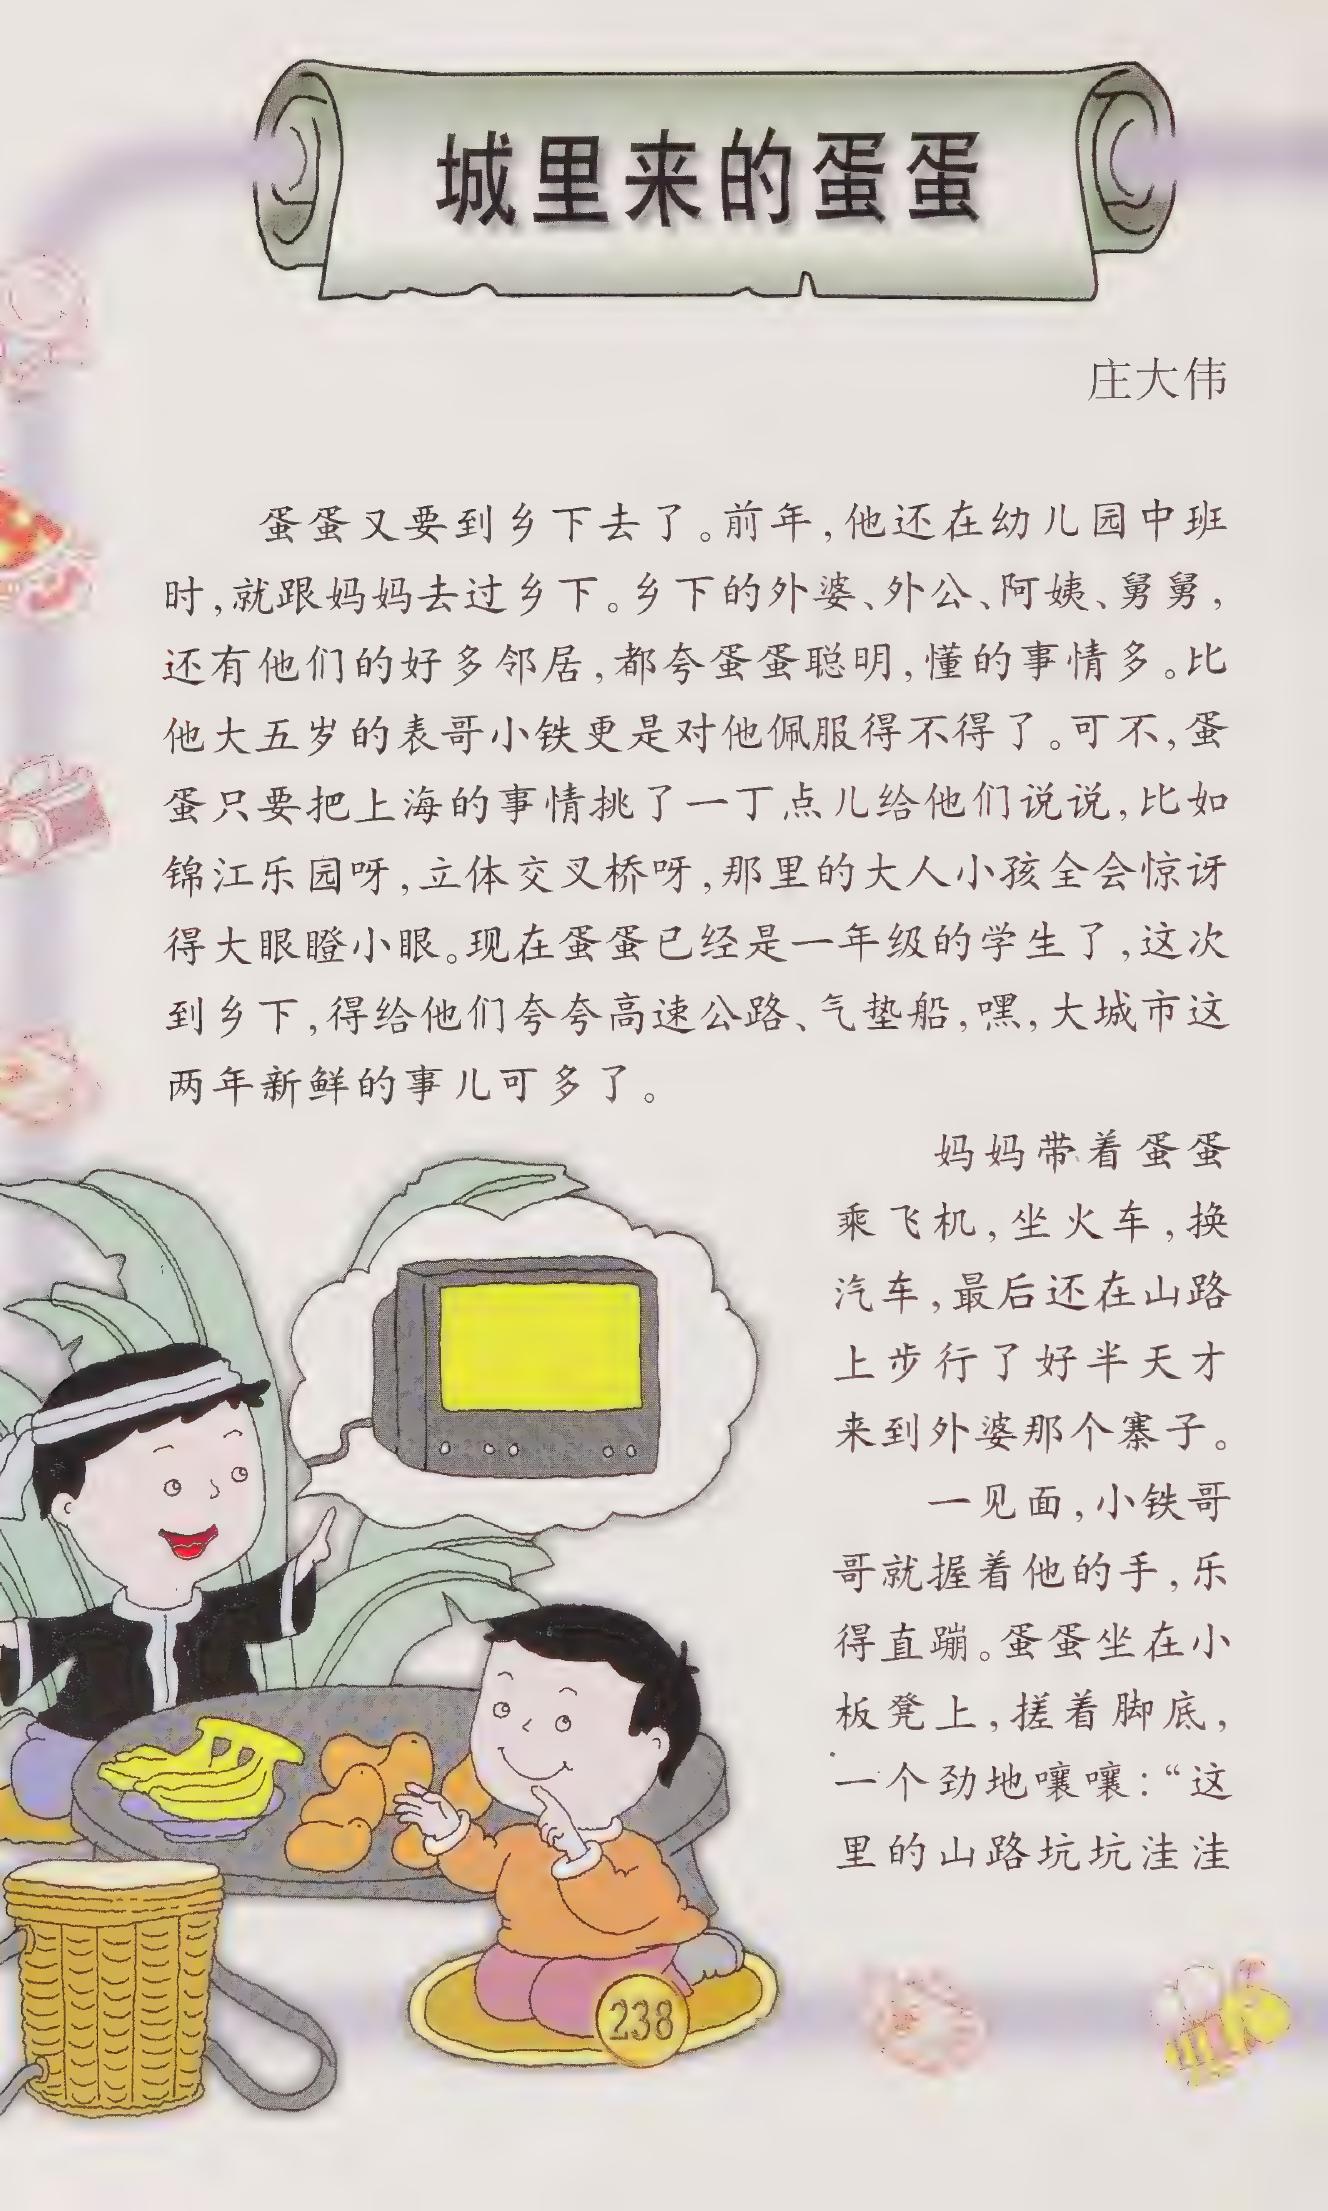 城里来的蛋蛋
庄大伟
蛋蛋又要到乡下去了。前年,他还在幼儿园中班
时,就跟妈妈去过乡下。乡下的外婆、外公、阿姨、舅舅,
还有他们的好多邻居,都夸蛋蛋聪明,懂的事情多。比
他大五岁的表哥小铁更是对他佩服得不得了。可不,蛋
蛋只要把上海的事情挑了一丁点儿给他们说说,比如
锦江乐园呀,立体交叉桥呀,那里的大人小孩全会惊讶
得大眼瞪小眼。现在蛋蛋已经是一年级的学生了,这次
到乡下,得给他们夸夸高速公路、气垫船,嘿,大城市这
两年新鲜的事儿可多了。
妈妈带着蛋蛋
乘飞机,坐火车,换
汽车,最后还在山路
上步行了好半天才
来到外婆那个寨子。
一见面,小铁哥
哥就握着他的手,乐
得直蹦。蛋蛋坐在小
板凳上,搓着脚底,
一个劲地嚷嚷:“这
里的山路坑坑洼洼
238